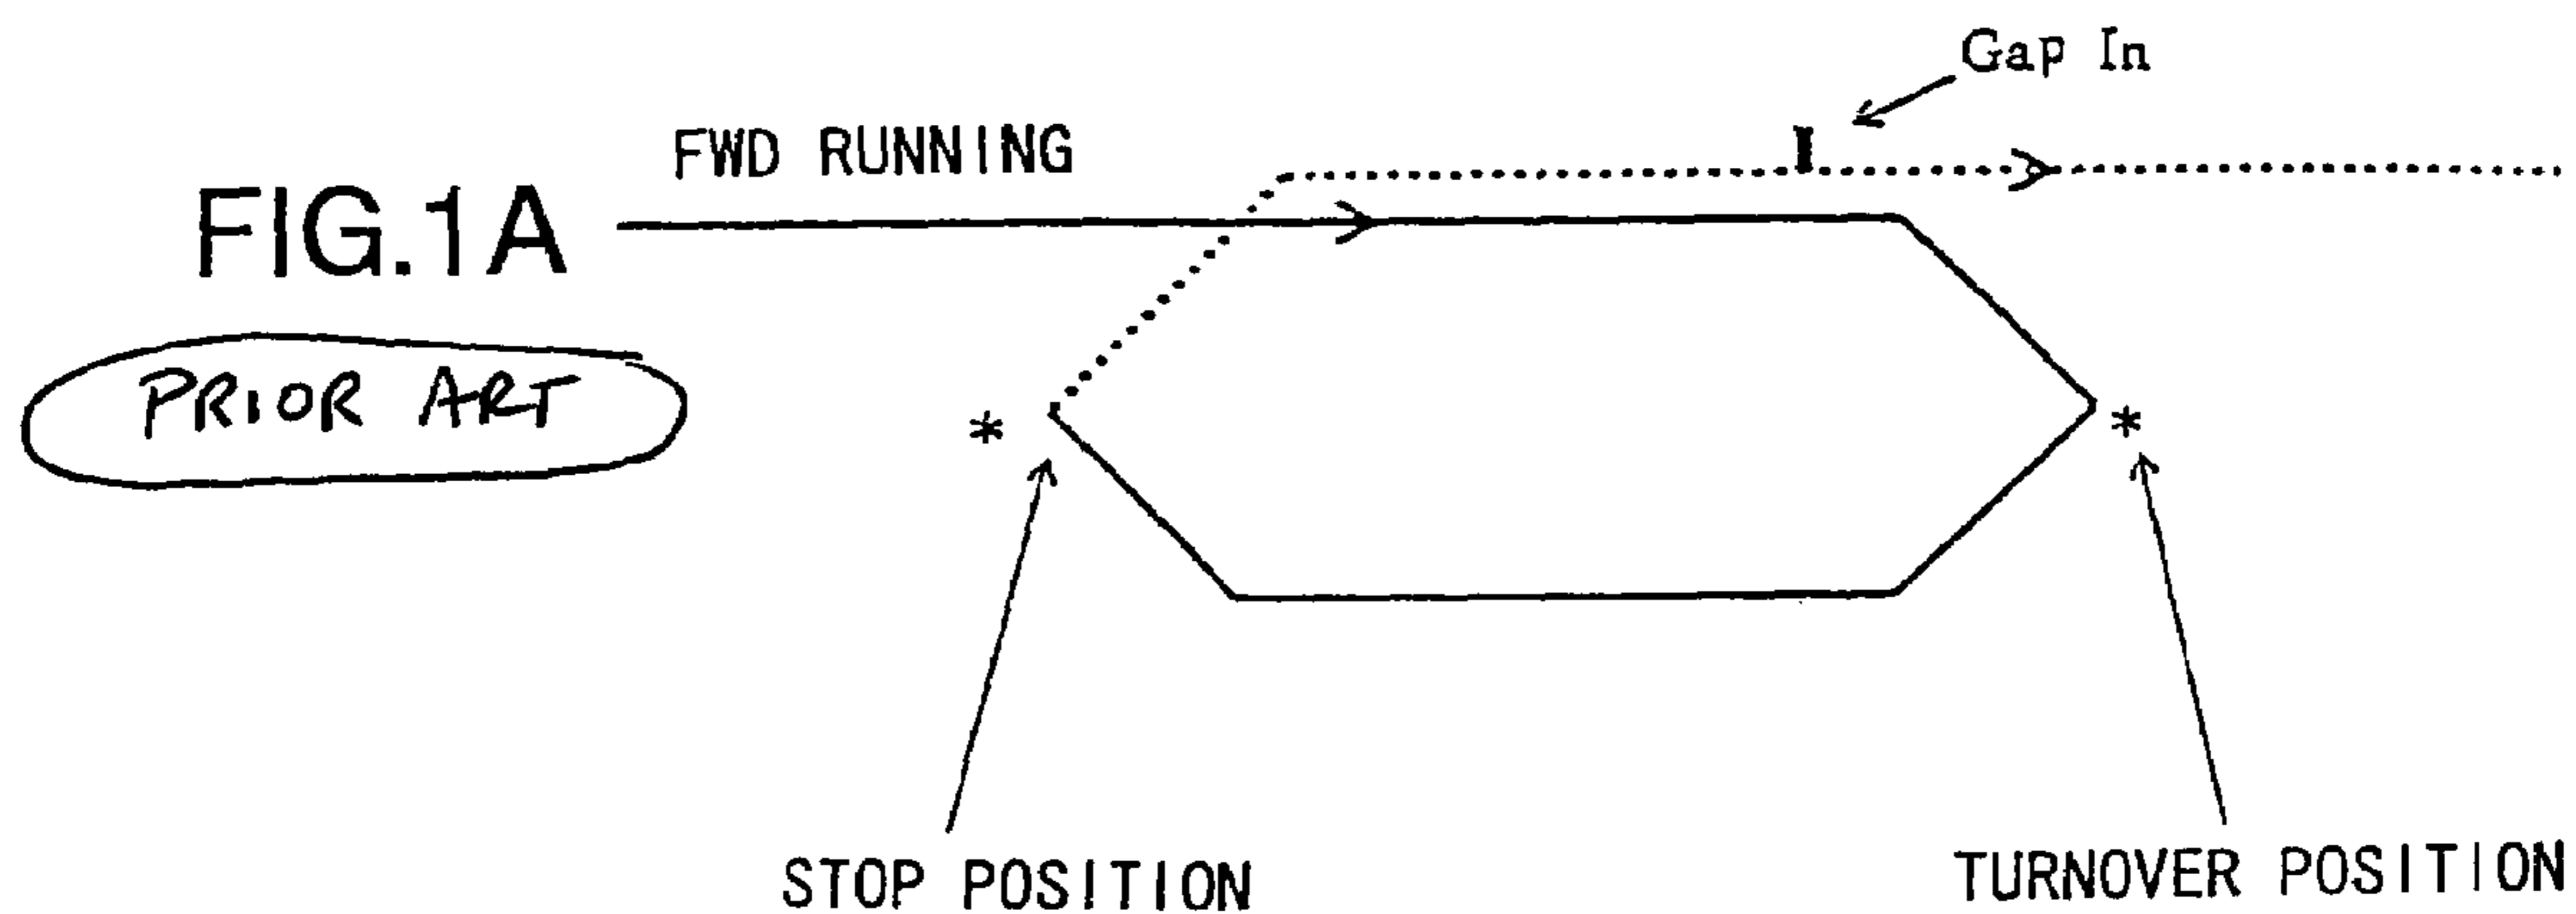 Gap In
FWD RUNNING
FIG.1A
PRIOR ART
*
*
STOP POSITION
TURNOVER POSITION